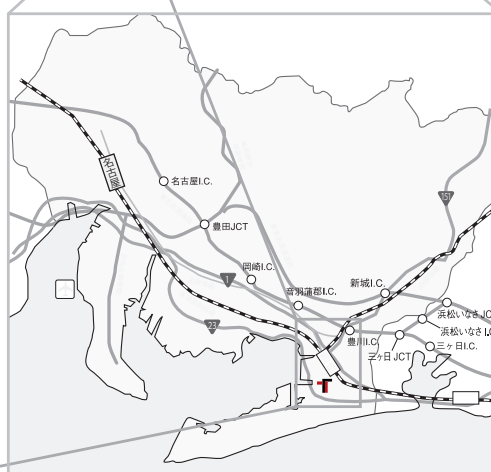 名古屋
名古屋I.C.
豊田JCT
岡崎I.C.
1
151
新城I.C.
音羽蒲郡I.C.
23
浜松いなさJC
浜松いなさI.C
豊川I.C.
三ヶ日I.C.
三ヶ日JCT
T